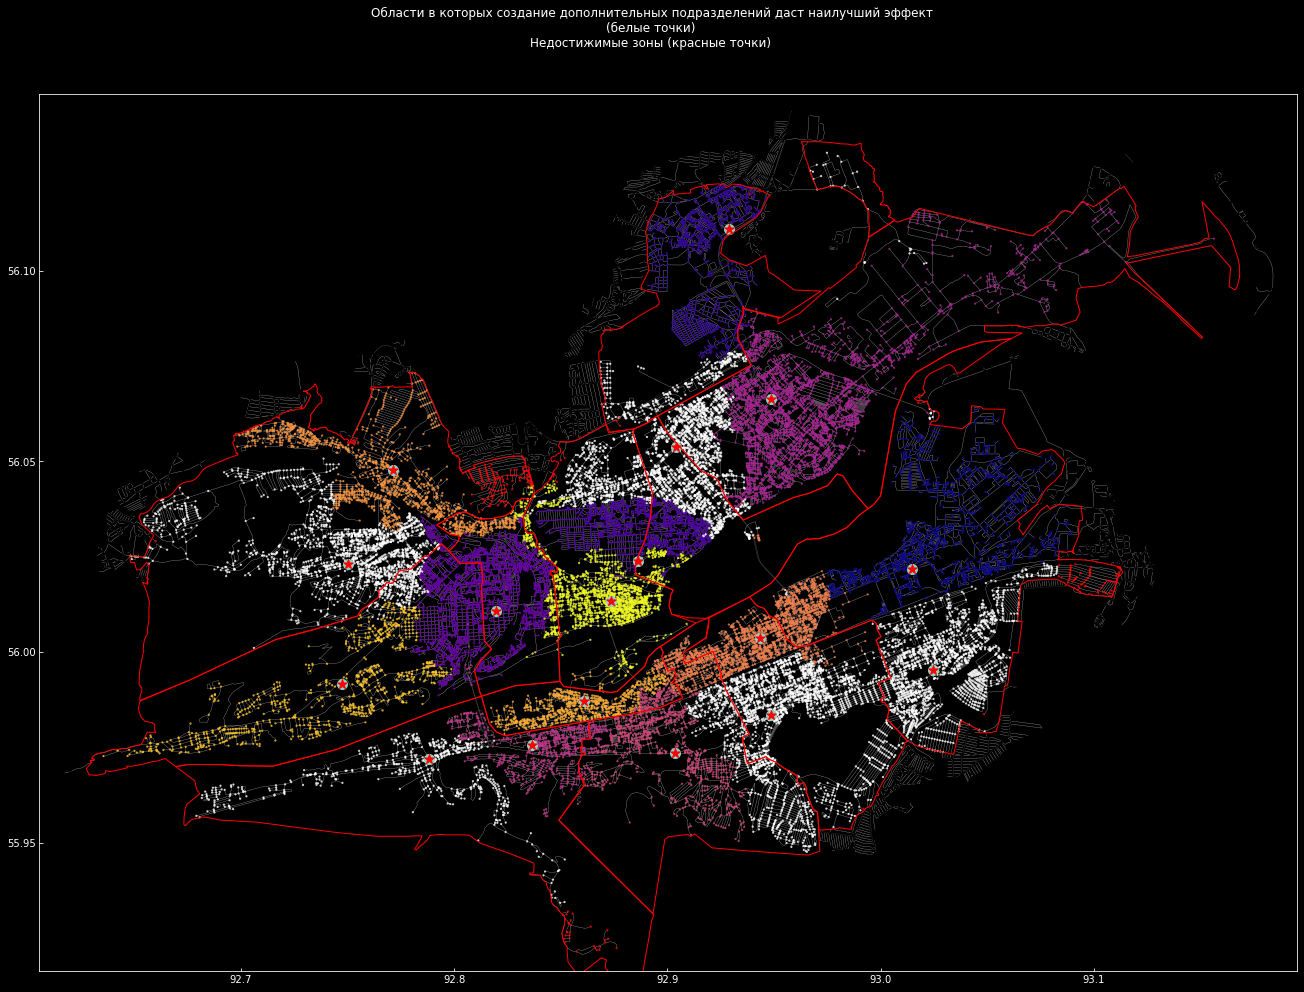 Области в которых создание дополнительных подразделений даст наилучший эффект
(белые точки)
Недостижимые зоны (красные точки)
56.10
56.05
56.00
55.95
92.7 92.8 92.9 93.0 93.1